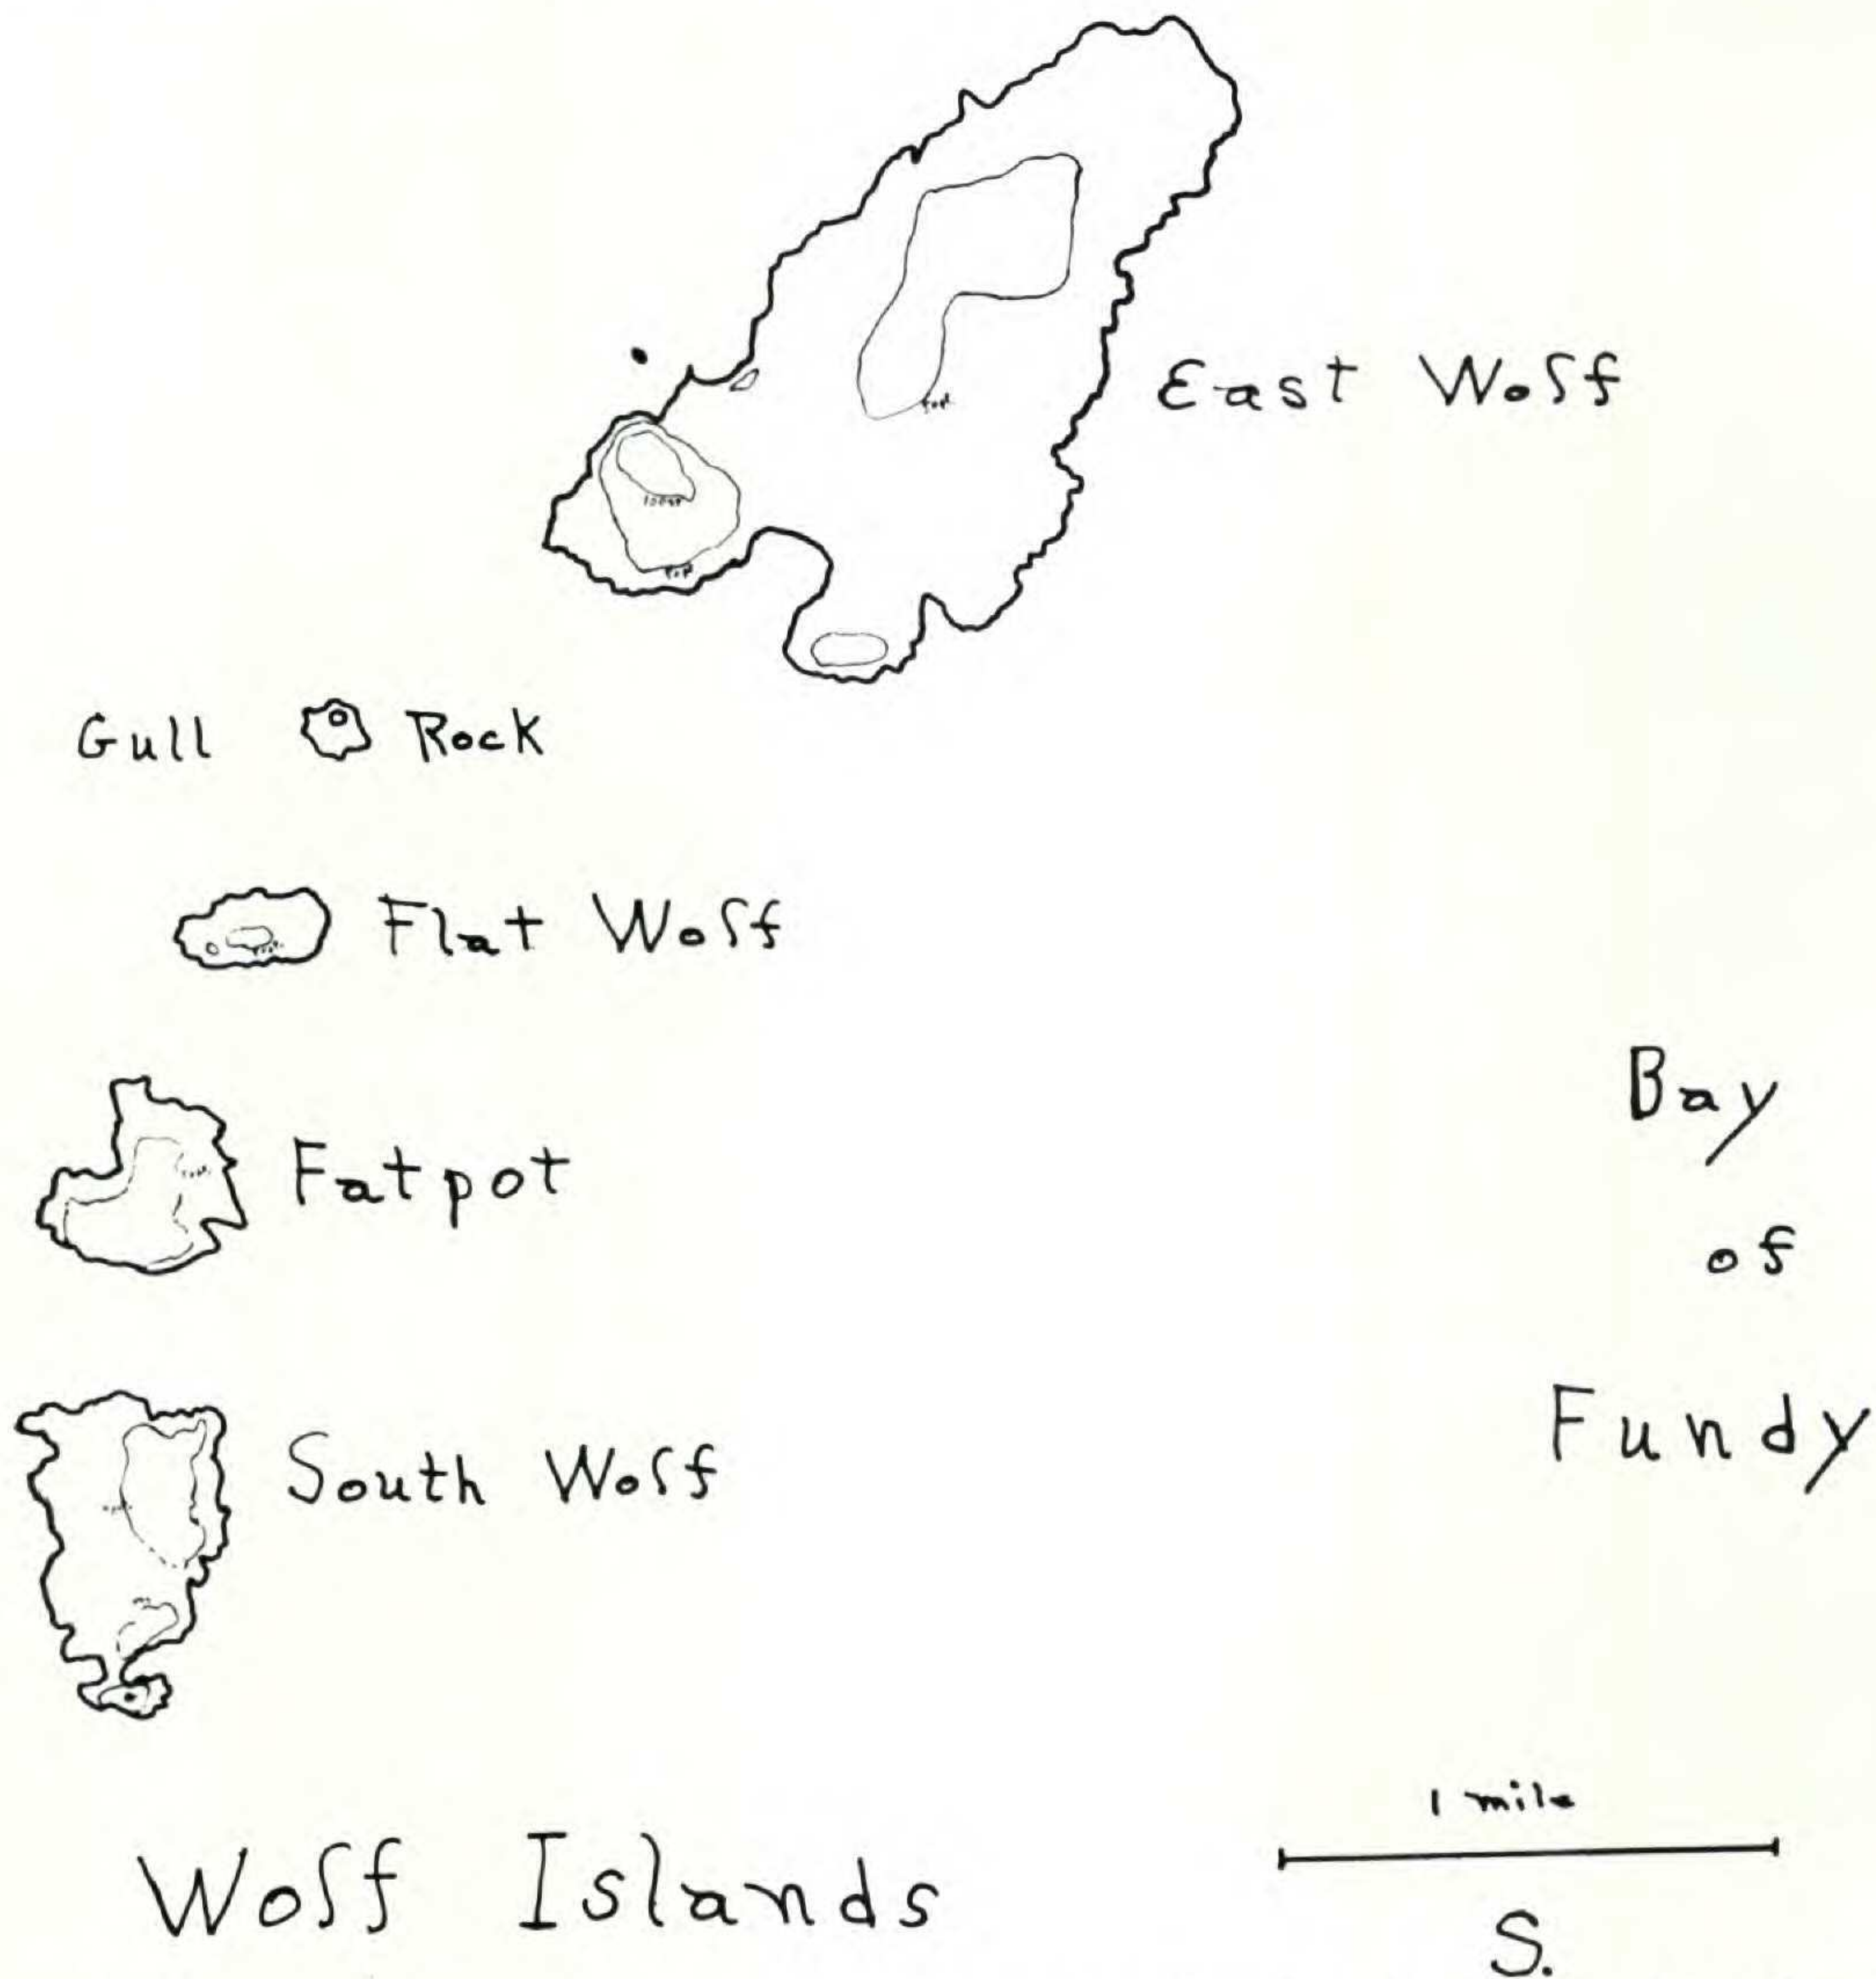 East Wolf
Gull Rock
Flat Wolf
Fatpot
South Wolf
Bay
of
Fundy
1 mile
Wolf Islands
S.